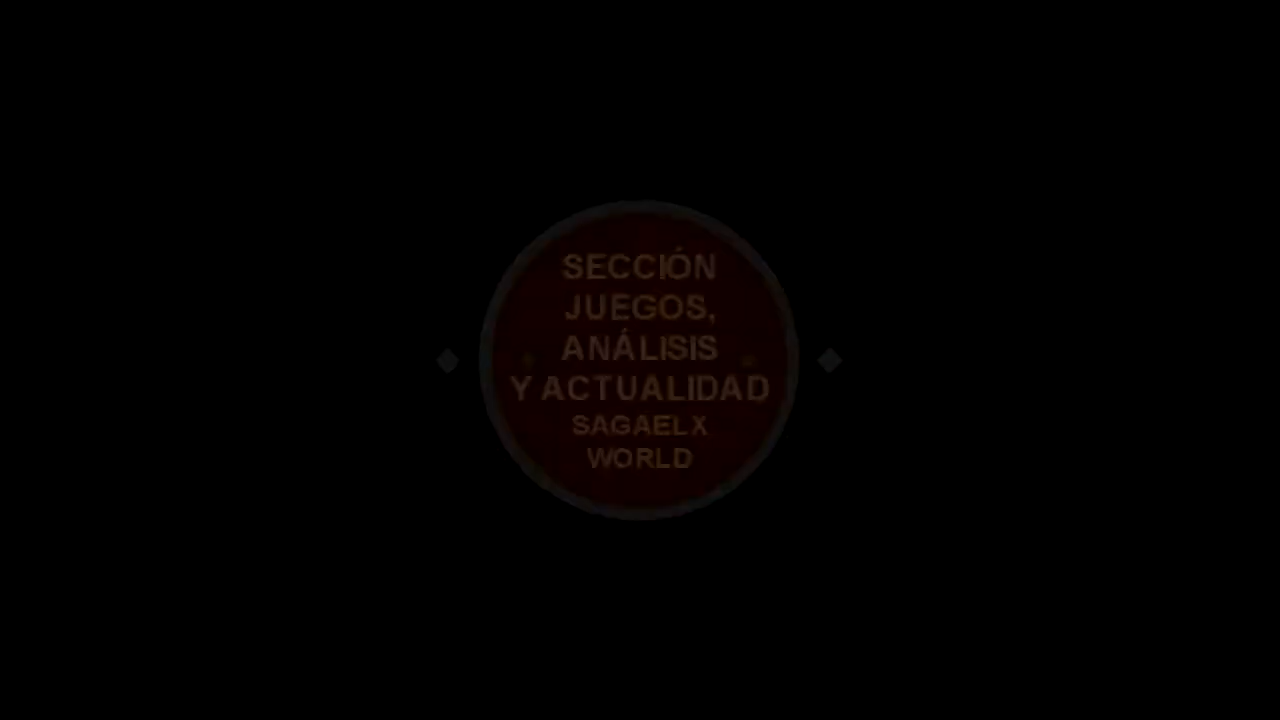 SECCIÓN
JUEGOS,
ANÁLISIS
Y ACTUALIDAD
SAGAELX
WORLD